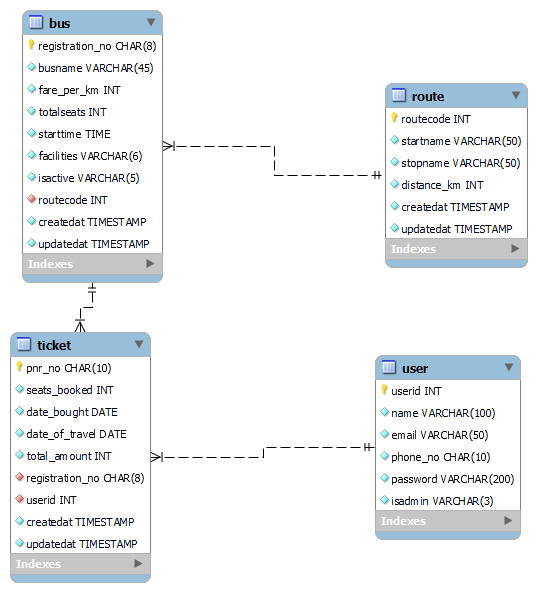 bus
registration_no CHAR(8)
busname VARCHAR(45)
fare_per_km INT
totalseats INT
starttime TIME
facilities VARCHAR(6)
isactive VARCHAR(5)
routecode INT
createdat TIMESTAMP
updatedat TIMESTAMP
Indexes
route
routecode INT
startname VARCHAR(50)
stopname VARCHAR(50)
distance_km INT
createdat TIMESTAMP
updatedat TIMESTAMP
Indexes
ticket
pnr_no CHAR(10)
seats_booked INT
date_bought DATE
date_of_travel DATE
total_amount INT
registration_no CHAR(8)
userid INT
createdat TIMESTAMP
updatedat TIMESTAMP
Indexes
user
userid INT
name VARCHAR(100)
email VARCHAR(50)
phone_no CHAR(10)
password VARCHAR(200)
isadmin VARCHAR(3)
Indexes